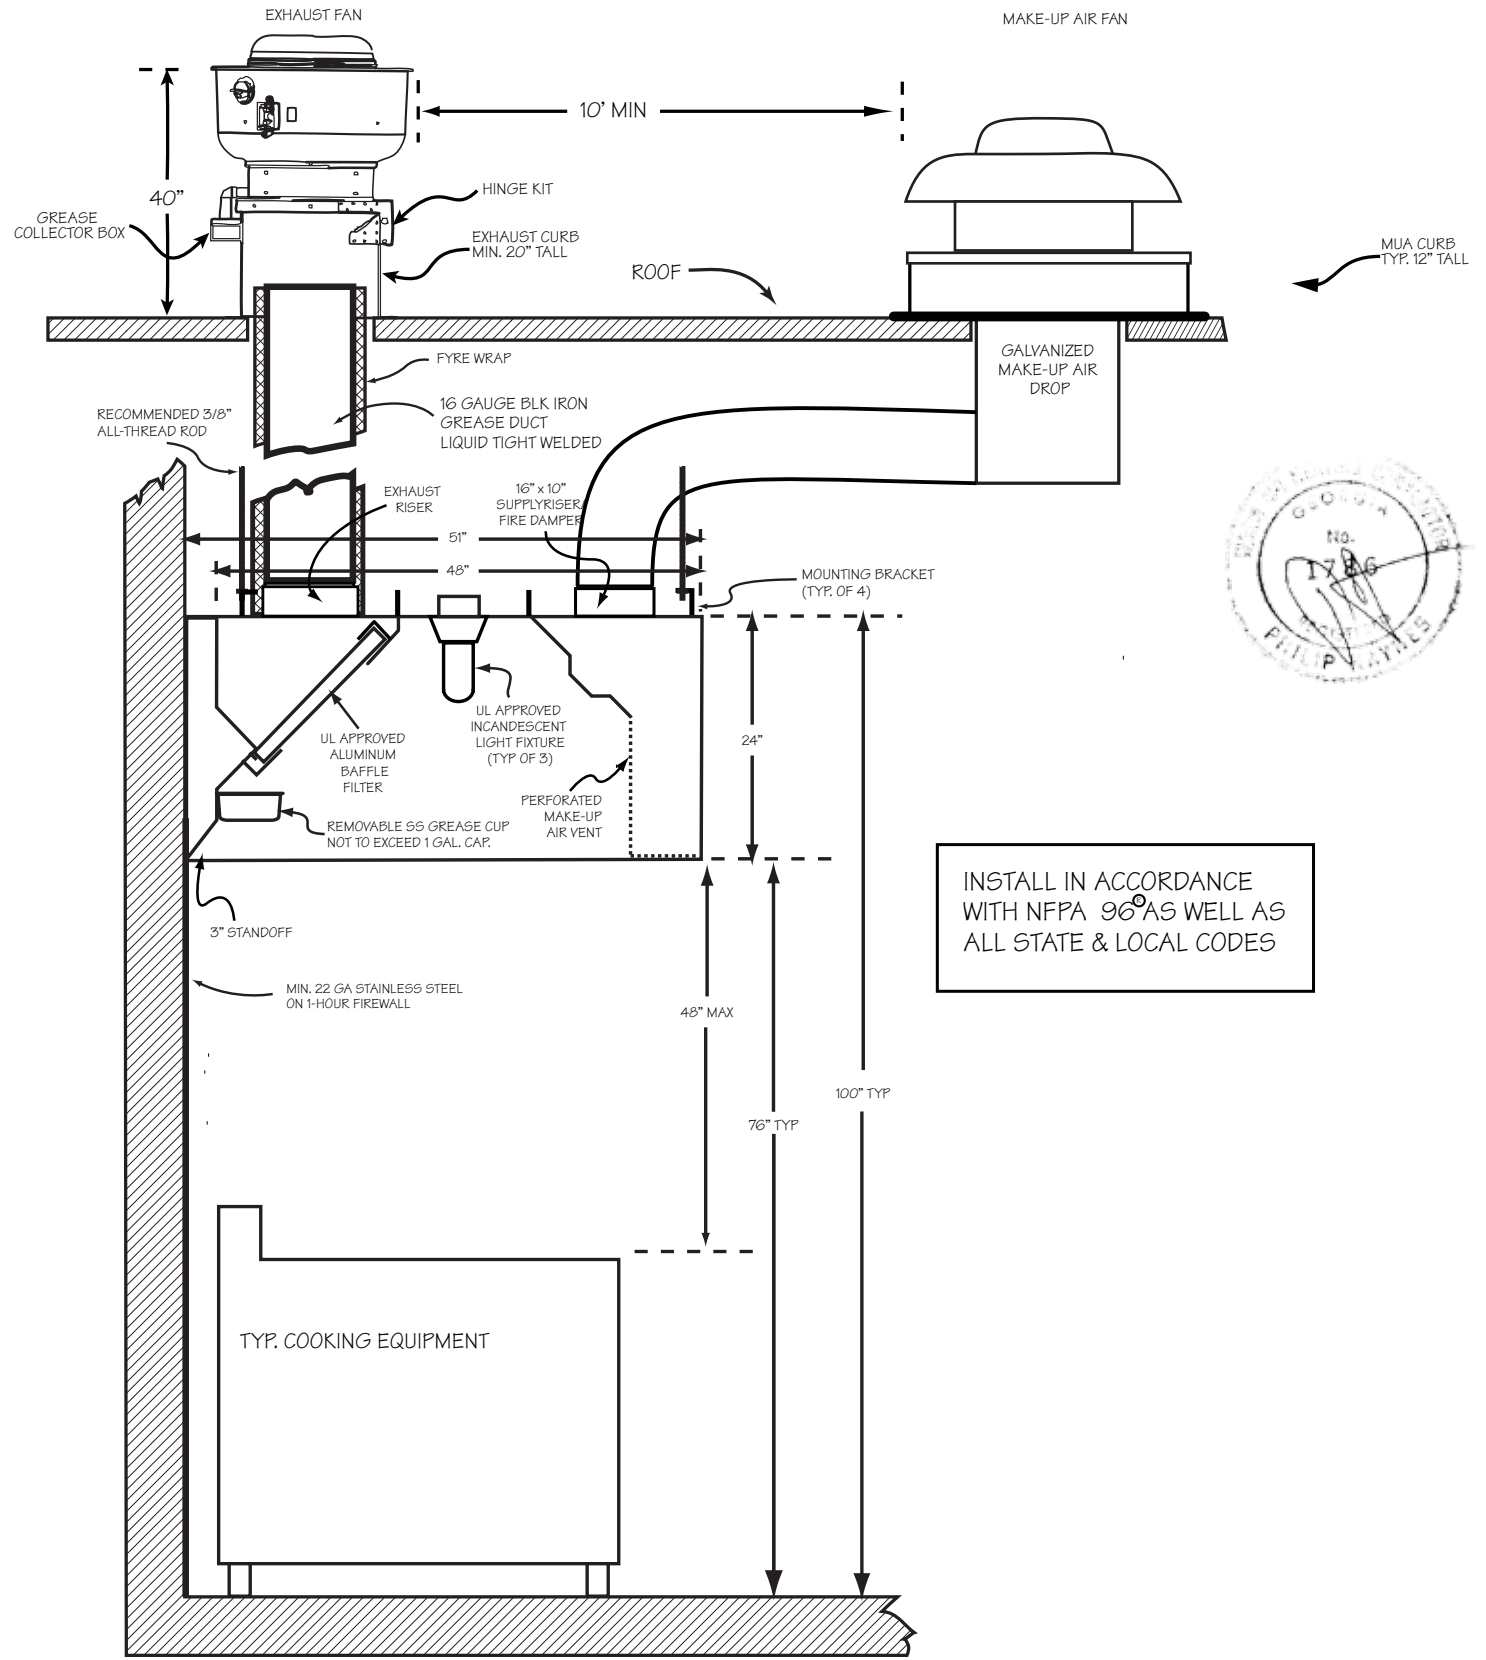 EXHAUST FAN
MAKE-UP AIR FAN
10' MIN
40"
HINGE KIT
GREASE
COLLECTOR BOX
EXHAUST CURB
MIN. 20" TALL
ROOF
MUA CURB
TYP. 12" TALL
FYRE WRAP
GALVANIZED
MAKE-UP AIR
DROP
16 GAUGE BLK IRON
GREASE DUCT
LIQUID TIGHT WELDED
RECOMMENDED 3/8"
ALL-THREAD ROD
EXHAUST
RISER
16" x 10"
SUPPLYRISER/
FIRE DAMPER
51"
48"
MOUNTING BRACKET
(TYP. OF 4)
GEORGIA
No.
1786
PHILIP HAYNES
UL APPROVED
ALUMINUM
BAFFLE
FILTER
UL APPROVED
INCANDESCENT
LIGHT FIXTURE
(TYP OF 3)
24"
PERFORATED
MAKE-UP
AIR VENT
REMOVABLE SS GREASE CUP
NOT TO EXCEED 1 GAL. CAP.
3" STANDOFF
INSTALL IN ACCORDANCE
WITH NFPA 96® AS WELL AS
ALL STATE & LOCAL CODES
MIN. 22 GA STAINLESS STEEL
ON 1-HOUR FIREWALL
48" MAX
100" TYP
76" TYP
TYP. COOKING EQUIPMENT